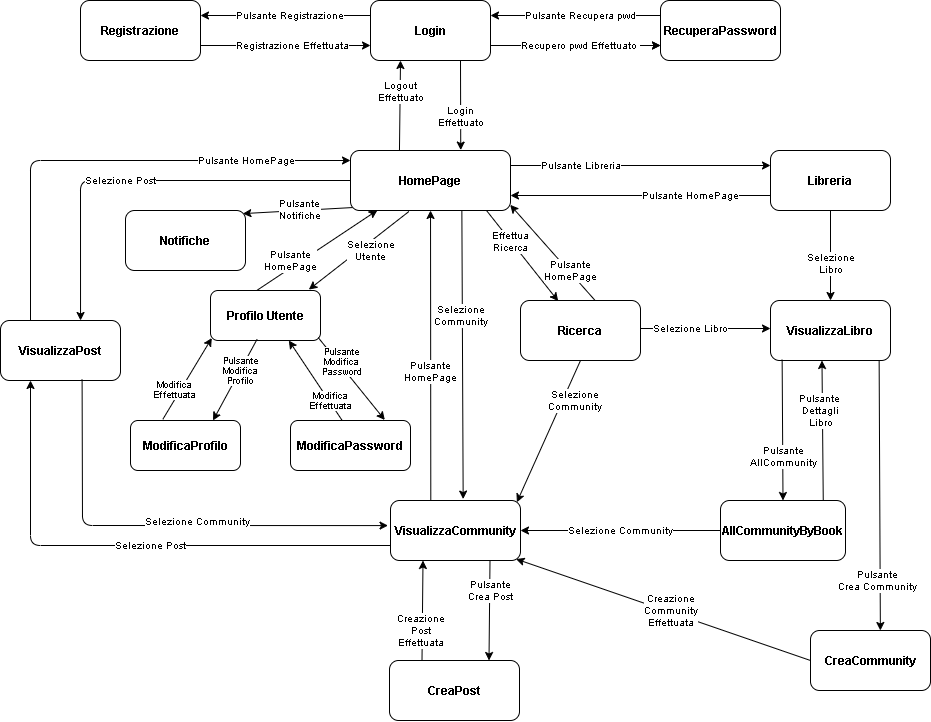 Pulsante Registrazione
Pulsante Recupera pwd
Registrazione
Login
RecuperaPassword
Registrazione Effettuata
Recupero pwd Effettuato
Logout
Effettuato
Login
Effettuato
Pulsante HomePage
Pulsante Libreria
Selezione Post
HomePage
Libreria
Pulsante HomePage
Pulsante
Notifiche
Notifiche
Selezione
Utente
Effettua
Ricerca
Pulsante
HomePage
Pulsante
HomePage
Selezione
Libro
Profilo Utente
Selezione
Community
Ricerca
Selezione Libro
VisualizzaLibro
VisualizzaPost
Pulsante
Modifica
Profilo
Pulsante
Modifica
Password
Pulsante
HomePage
Modifica
Effettuata
Modifica
Effettuata
Selezione
Community
Pulsante
Dettagli
Libro
ModificaProfilo
ModificaPassword
Pulsante
AllCommunity
Selezione Community
VisualizzaCommunity
Selezione Community
AllCommunityByBook
Selezione Post
Pulsante
Crea Post
Pulsante
Crea Community
Creazione
Post
Effettuata
Creazione
Community
Effettuata
CreaCommunity
CreaPost